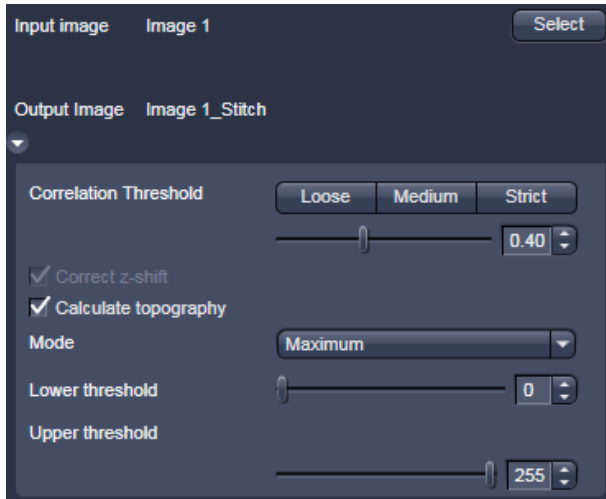 Input image Image 1 Select
Output Image Image 1_Stitch
Correlation Threshold Loose Medium Strict
0.40
Correct z-shift
Calculate topography
Mode Maximum
Lower threshold 0
Upper threshold
255